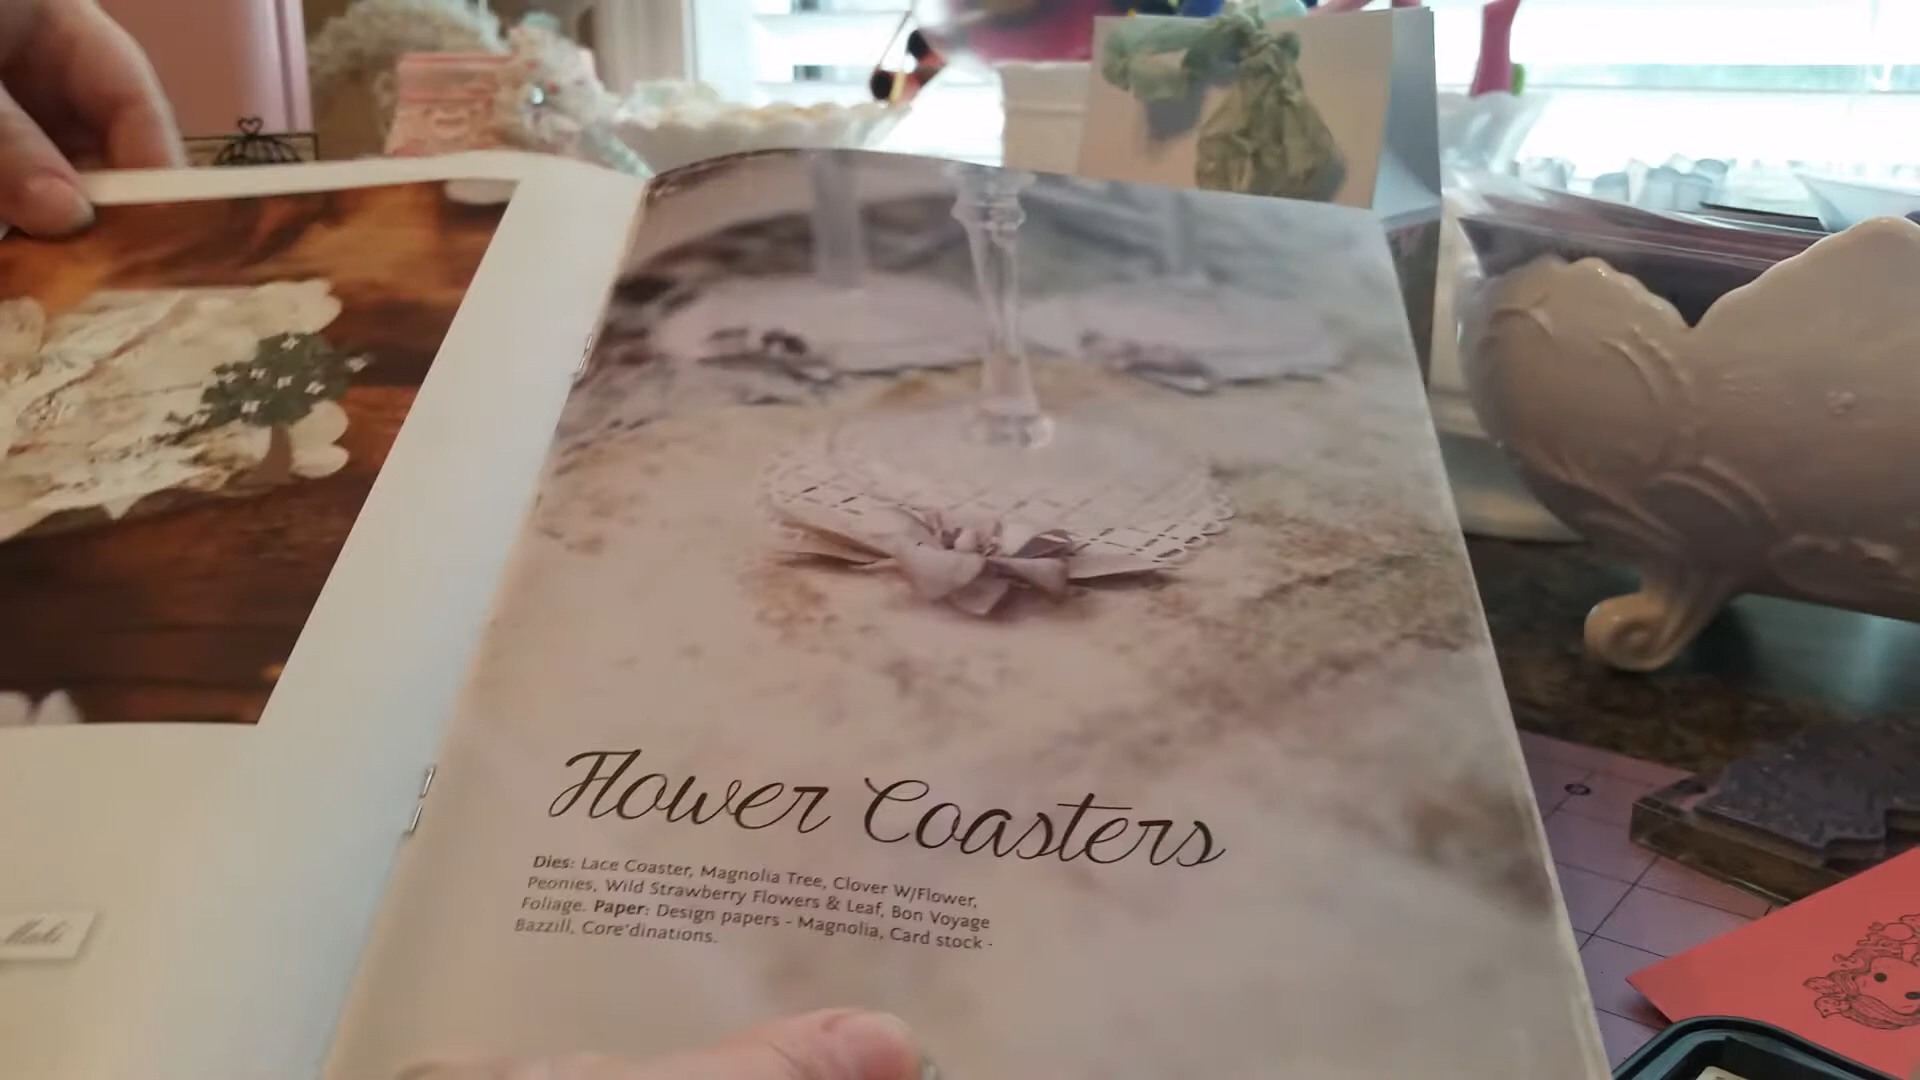 Maki
Flower Coasters
Dies: Lace Coaster, Magnolia Tree, Clover W/Flower,
Peonies, Wild Strawberry Flowers & Leaf, Bon Voyage
Foliage. Paper: Design papers - Magnolia, Card stock -
Bazzill, Core'dinations.